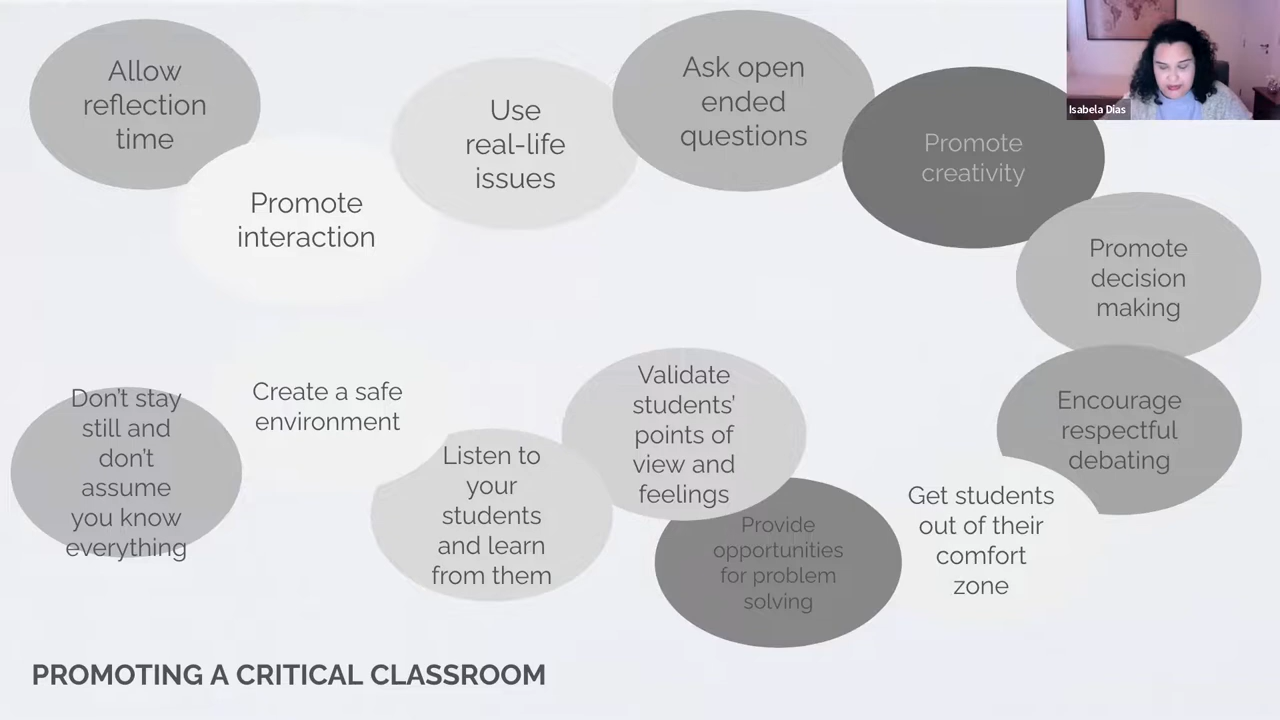 Allow
reflection
time
Promote
interaction
Use
real-life
issues
Ask open
ended
questions
Promote
creativity
Isabela Dias
Promote
decision
making
Encourage
respectful
debating
Get students
out of their
comfort
zone
Provide
opportunities
for problem
solving
Validate
students’
points of
view and
feelings
Listen to
your
students
and learn
from them
Create a safe
environment
Don’t stay
still and
don’t
assume
you know
everything
PROMOTING A CRITICAL CLASSROOM